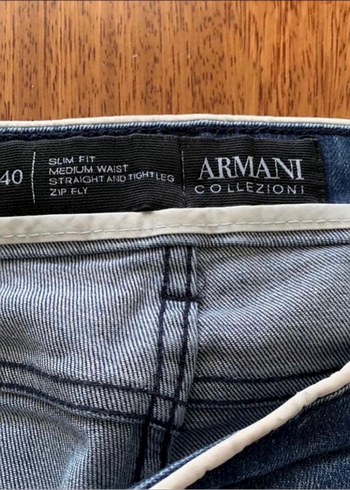 40
SLIM FIT
MEDIUM WAIST
STRAIGHT AND TIGHT LEG
ZIP FLY
ARMANI
COLLEZIONI